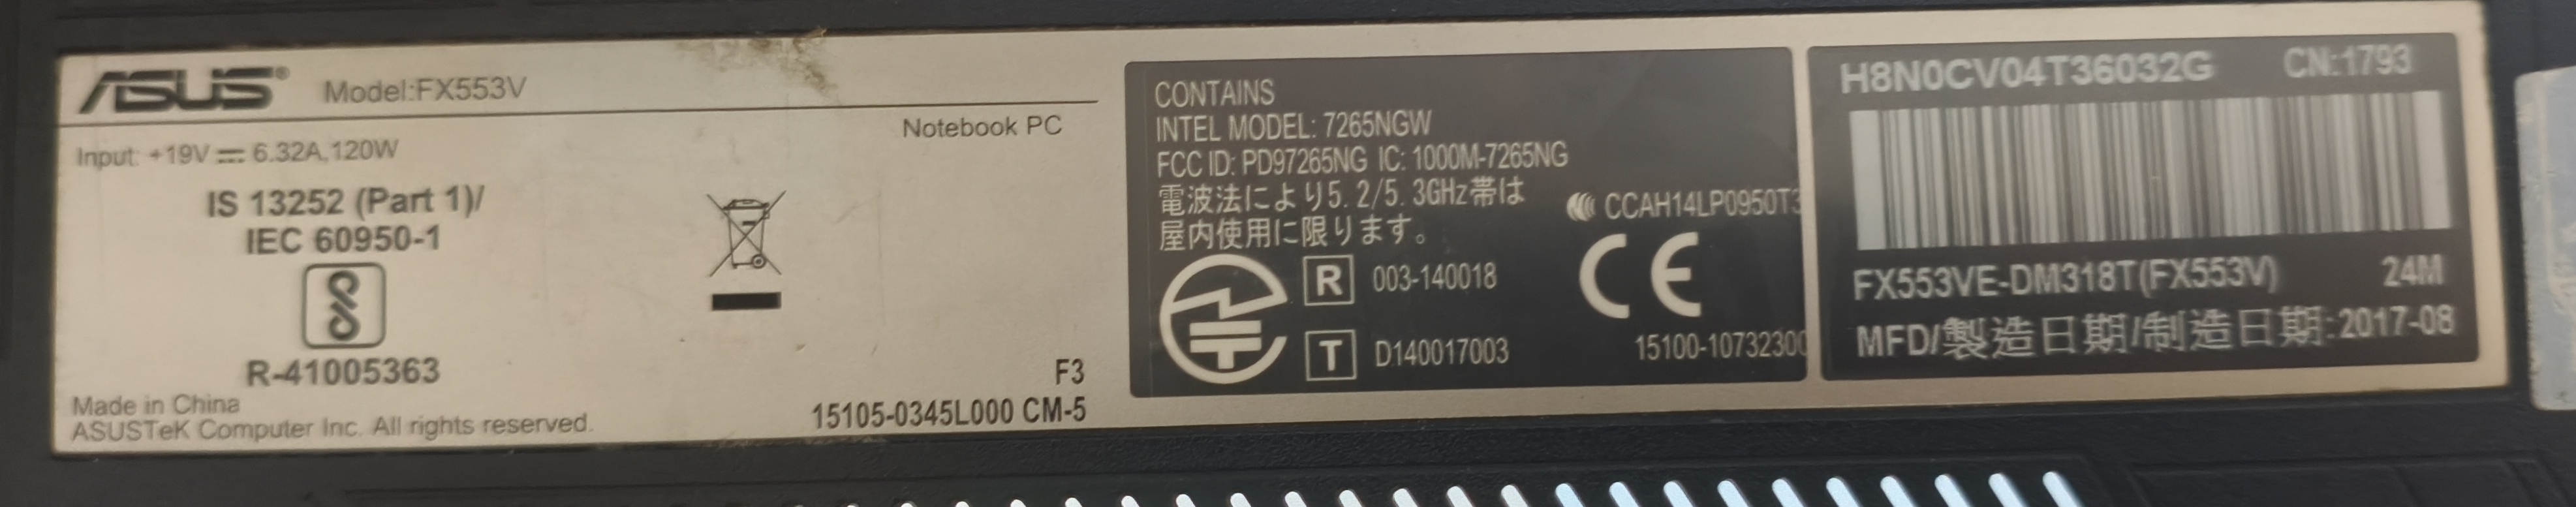 ASUS® Model:FX553V
Notebook PC
Input: +19V ⎓ 6.32A,120W
IS 13252 (Part 1)/
IEC 60950-1
R-41005363
Made in China
ASUSTeK Computer Inc. All rights reserved.
F3
15105-0345L000 CM-5
CONTAINS
INTEL MODEL: 7265NGW
FCC ID: PD97265NG IC: 1000M-7265NG
電波法により5.2/5.3GHz帯は
屋内使用に限ります。
CCAH14LP0950T3
CE
R 003-140018
T D140017003
15100-10732300
H8N0CV04T36032G CN:1793
FX553VE-DM318T(FX553V) 24M
MFD/製造日期/制造日期:2017-08